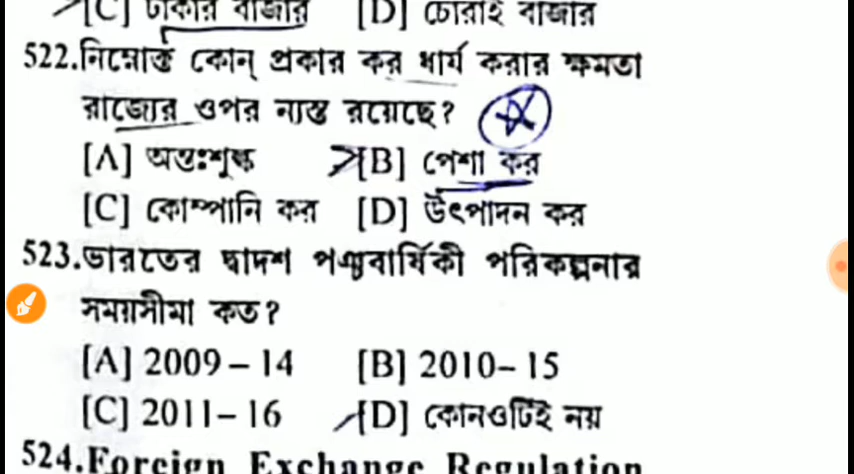 [C] টাকার বাজার [D] চোরাই বাজার
522.নিম্নোক্ত কোন্ প্রকার কর ধার্য করার ক্ষমতা
রাজ্যের ওপর ন্যস্ত রয়েছে?
[A] অন্তঃশুল্ক [B] পেশা কর
[C] কোম্পানি কর [D] উৎপাদন কর
523.ভারতের দ্বাদশ পঞ্চবার্ষিকী পরিকল্পনার
সময়সীমা কত?
[A] 2009 – 14 [B] 2010– 15
[C] 2011– 16 [D] কোনওটিই নয়
524.Foreign Exchange Regulation